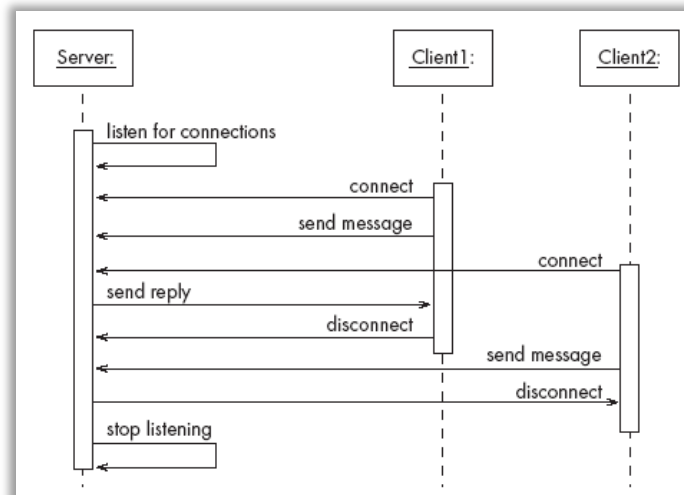 Server:
Client1:
Client2:
listen for connections
connect
send message
connect
send reply
disconnect
send message
disconnect
stop listening